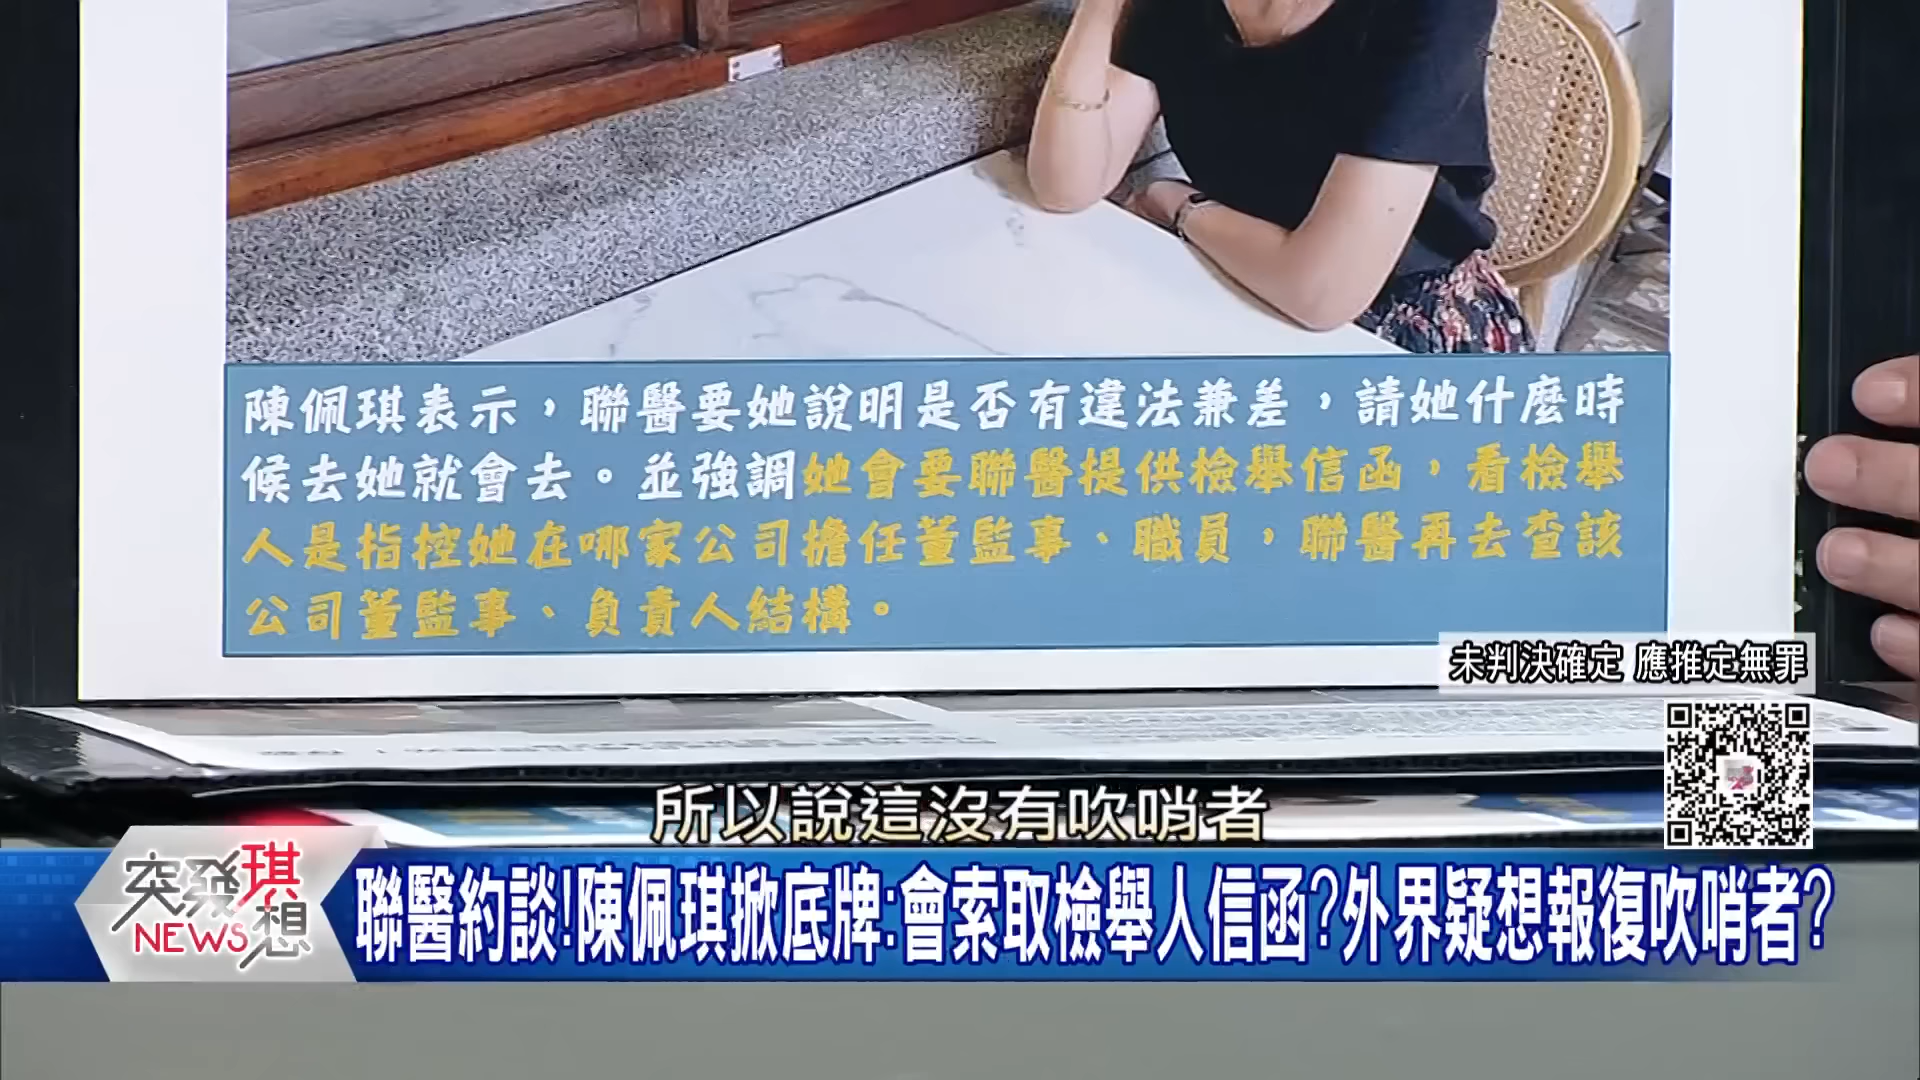 陳佩琪表示，聯醫要她說明是否有違法兼差，請她什麼時
候去她就會去。並強調她會要聯醫提供檢舉信函，看檢舉
人是指控她在哪家公司擔任董監事、職員，聯醫再去查該
公司董監事、負責人結構。
未判決確定 應推定無罪
所以說這沒有吹哨者
突發琪想
NEWS
聯醫約談!陳佩琪掀底牌:會索取檢舉人信函?外界疑想報復吹哨者?